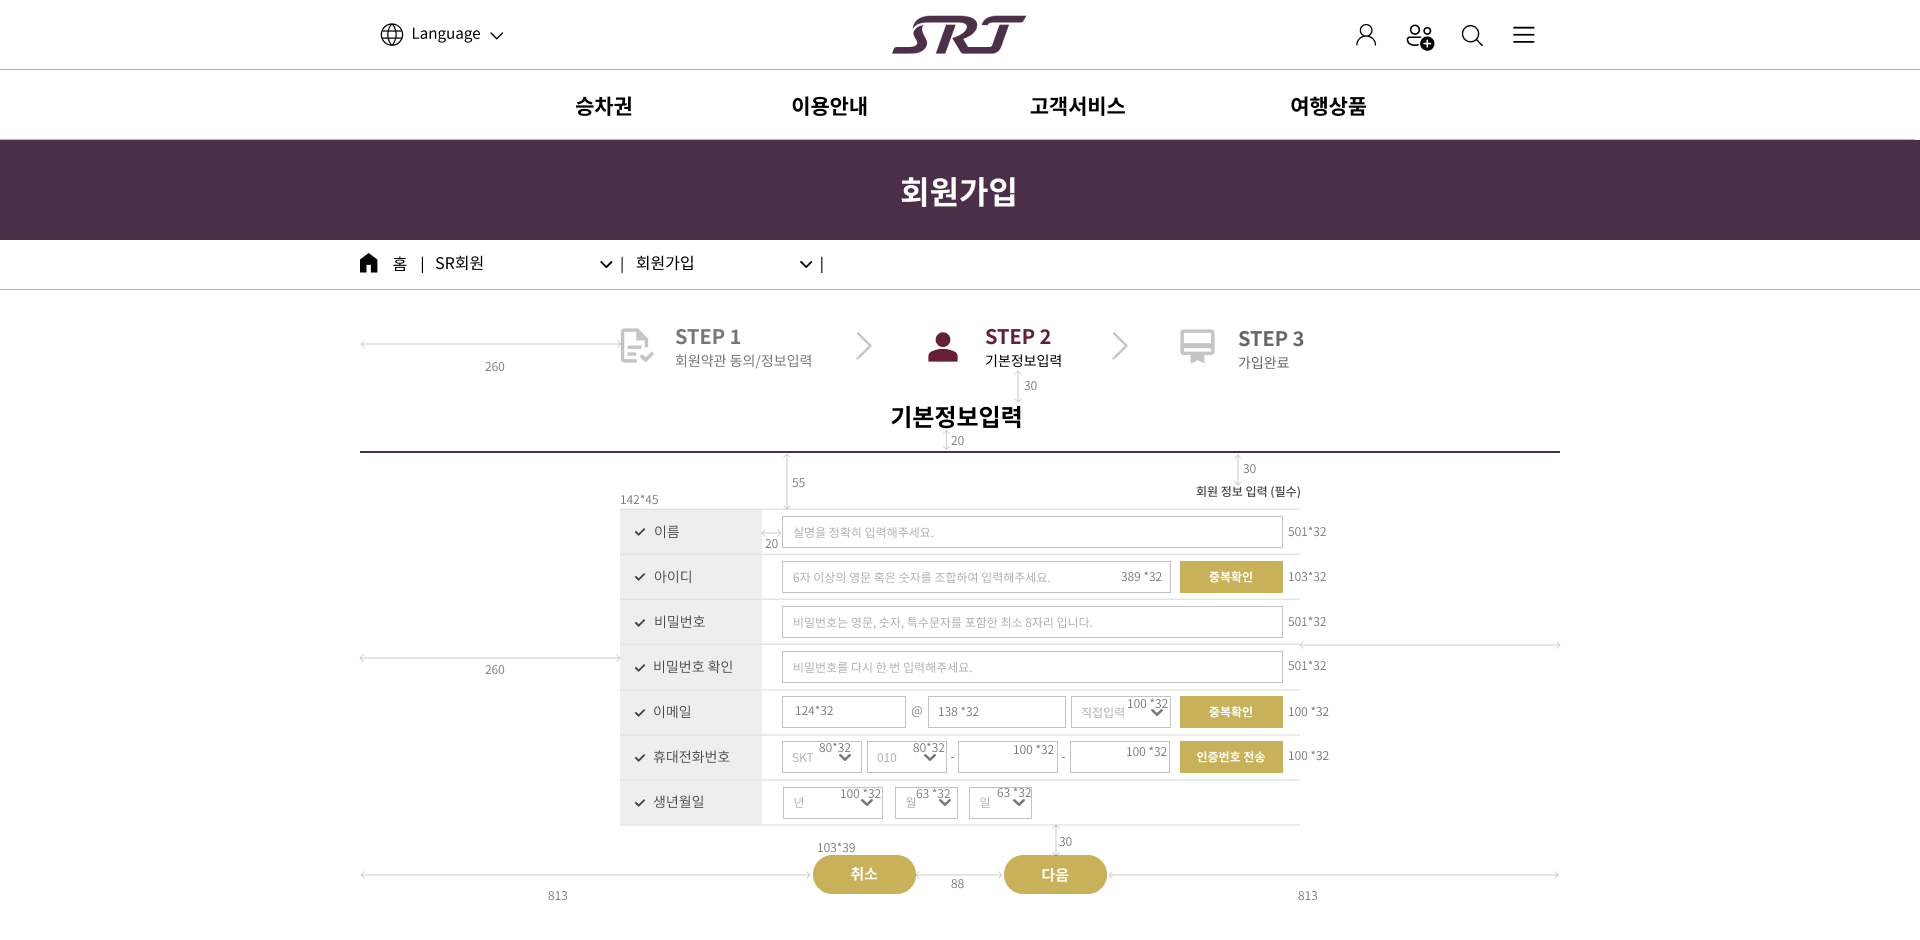 Language
SRT
승차권
이용안내
고객서비스
여행상품
회원가입
홈 | SR회원 | 회원가입 |
STEP 1
회원약관 동의/정보입력
STEP 2
기본정보입력
STEP 3
가입완료
260
30
기본정보입력
20
55
30
142*45
회원 정보 입력 (필수)
이름
20
실명을 정확히 입력해주세요.
501*32
아이디
6자 이상의 영문 혹은 숫자를 조합하여 입력해주세요.
389 *32
중복확인
103*32
비밀번호
비밀번호는 영문, 숫자, 특수문자를 포함한 최소 8자리 입니다.
501*32
260
비밀번호 확인
비밀번호를 다시 한 번 입력해주세요.
501*32
이메일
124*32
@
138 *32
직접입력
100 *32
중복확인
100 *32
휴대전화번호
SKT
80*32
010
80*32
-
100 *32
-
100 *32
인증번호 전송
100 *32
생년월일
년
100 *32
월
63 *32
일
63 *32
30
103*39
취소
88
다음
813
813